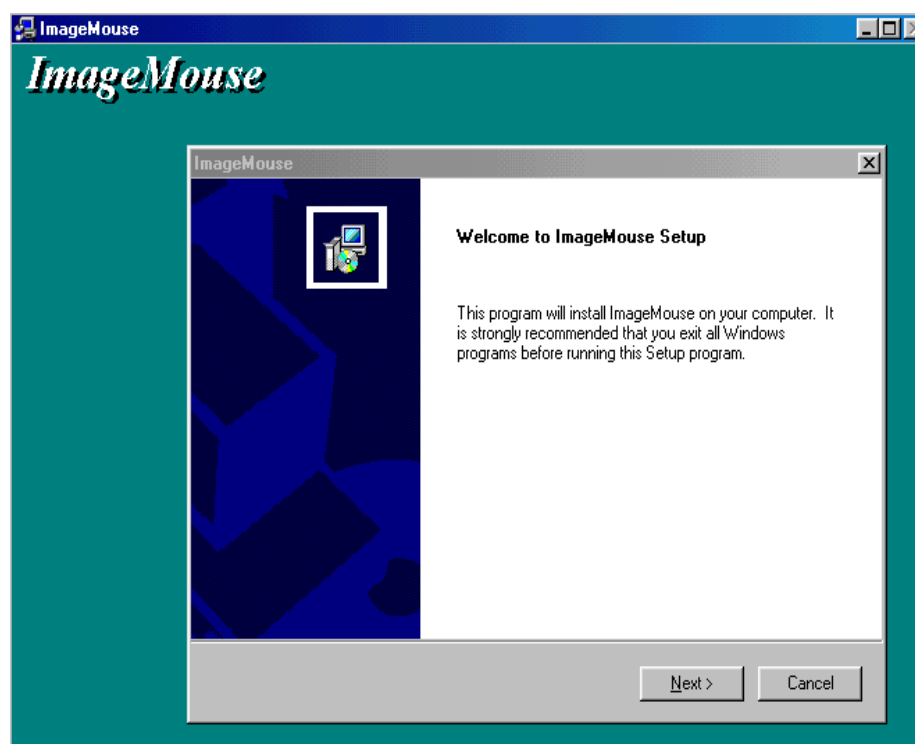 ImageMouse
ImageMouse
ImageMouse
Welcome to ImageMouse Setup
This program will install ImageMouse on your computer.  It
is strongly recommended that you exit all Windows
programs before running this Setup program.
Next >
Cancel